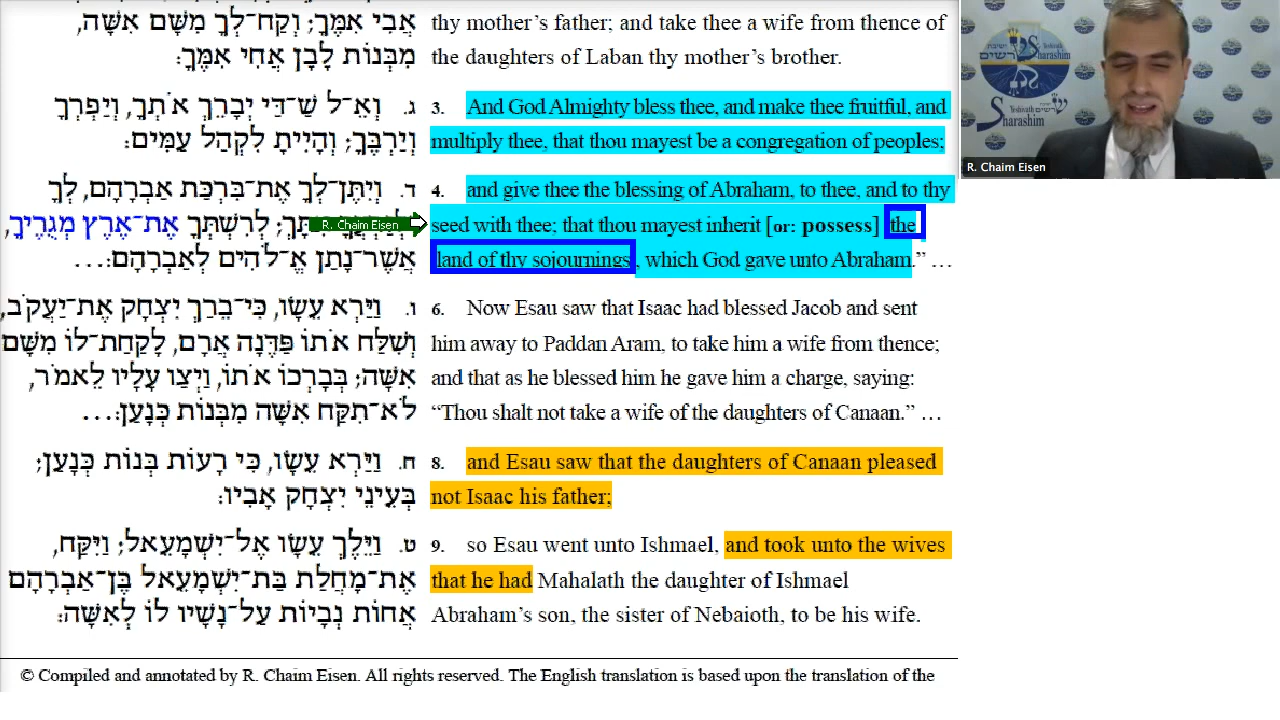 אֲבִי אִמֶּךָ; וְקַח־לְךָ מִשָּׁם אִשָּׁה,
מִבְּנוֹת לָבָן אֲחִי אִמֶּךָ:
ג. וְאֵ־ל שַׁ־דַּי יְבָרֵךְ אֹתְךָ, וְיַפְרְךָ
וְיַרְבֶּךָ; וְהָיִיתָ לִקְהַל עַמִּים:
ד. וְיִתֶּן־לְךָ אֶת־בִּרְכַּת אַבְרָהָם, לְךָ
לְרִשְׁתְּךָ אֶת־אֶרֶץ מְגֻרֶיךָ,
אֲשֶׁר־נָתַן אֱ־לֹהִים לְאַבְרָהָם:…
ו. וַיַּרְא עֵשָׂו, כִּי־בֵרַךְ יִצְחָק אֶת־יַעֲקֹב,
וְשִׁלַּח אֹתוֹ פַּדֶּנָה אֲרָם, לָקַחַת־לוֹ מִשָּׁם
אִשָּׁה; בְּבָרְכוֹ אֹתוֹ, וַיְצַו עָלָיו לֵאמֹר,
לֹא־תִקַּח אִשָּׁה מִבְּנוֹת כְּנָעַן:…
ח. וַיַּרְא עֵשָׂו, כִּי רָעוֹת בְּנוֹת כְּנָעַן;
בְּעֵינֵי יִצְחָק אָבִיו:
ט. וַיֵּלֶךְ עֵשָׂו אֶל־יִשְׁמָעֵאל; וַיִּקַּח,
אֶת־מָחֲלַת בַּת־יִשְׁמָעֵאל בֶּן־אַבְרָהָם
אֲחוֹת נְבָיוֹת עַל־נָשָׁיו לוֹ לְאִשָּׁה:
thy mother’s father; and take thee a wife from thence of
the daughters of Laban thy mother’s brother.
3. And God Almighty bless thee, and make thee fruitful, and
multiply thee, that thou mayest be a congregation of peoples;
4. and give thee the blessing of Abraham, to thee, and to thy
seed with thee; that thou mayest inherit [or: possess] the
land of thy sojournings, which God gave unto Abraham.” …
6. Now Esau saw that Isaac had blessed Jacob and sent
him away to Paddan Aram, to take him a wife from thence;
and that as he blessed him he gave him a charge, saying:
“Thou shalt not take a wife of the daughters of Canaan.” …
8. and Esau saw that the daughters of Canaan pleased
not Isaac his father;
9. so Esau went unto Ishmael, and took unto the wives
that he had Mahalath the daughter of Ishmael
Abraham’s son, the sister of Nebaioth, to be his wife.
© Compiled and annotated by R. Chaim Eisen. All rights reserved. The English translation is based upon the translation of the
R. Chaim Eisen
Yeshivath
Sharashim
Yeshivath
Sharashim
R. Chaim Eisen